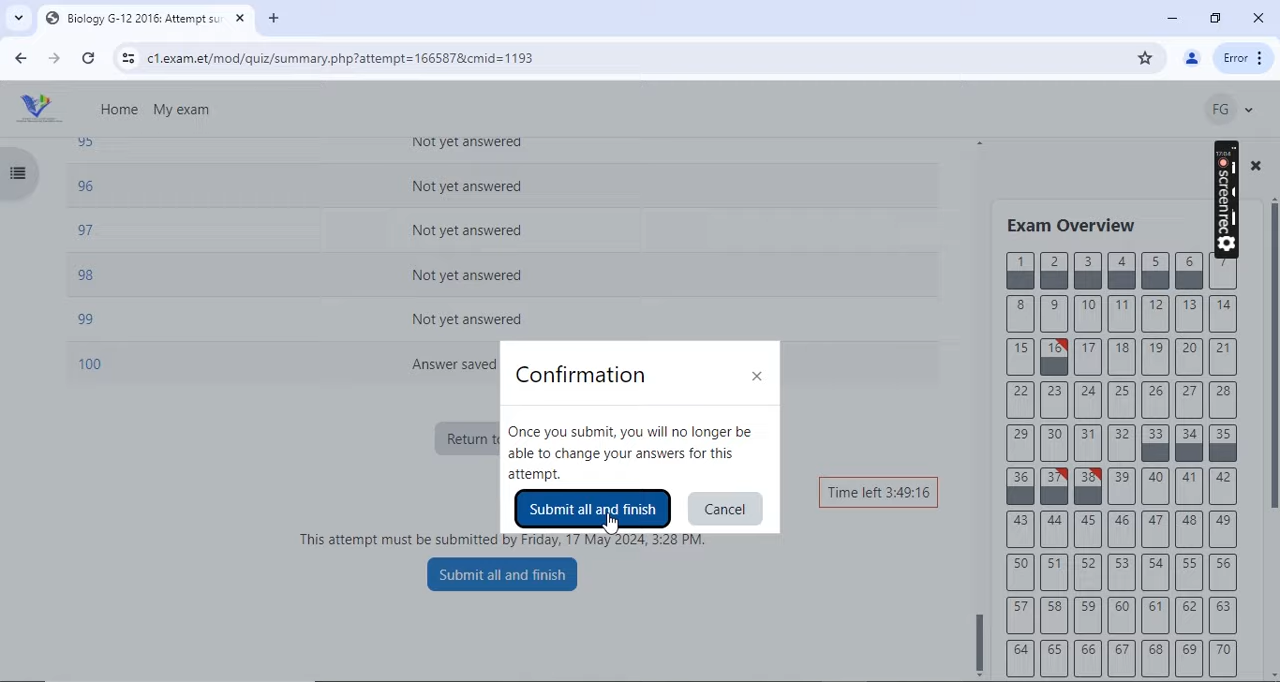 Biology G-12 2016: Attempt sur
c1.exam.et/mod/quiz/summary.php?attempt=166587&cmid=1193
Error
Home My exam
FG
17:04
screenrec
95 Not yet answered
96 Not yet answered
97 Not yet answered
98 Not yet answered
99 Not yet answered
100 Answer saved
Return to
Confirmation
Once you submit, you will no longer be
able to change your answers for this
attempt.
Submit all and finish Cancel
Time left 3:49:16
This attempt must be submitted by Friday, 17 May 2024, 3:28 PM.
Submit all and finish
Exam Overview
1 2 3 4 5 6 7
8 9 10 11 12 13 14
15 16 17 18 19 20 21
22 23 24 25 26 27 28
29 30 31 32 33 34 35
36 37 38 39 40 41 42
43 44 45 46 47 48 49
50 51 52 53 54 55 56
57 58 59 60 61 62 63
64 65 66 67 68 69 70